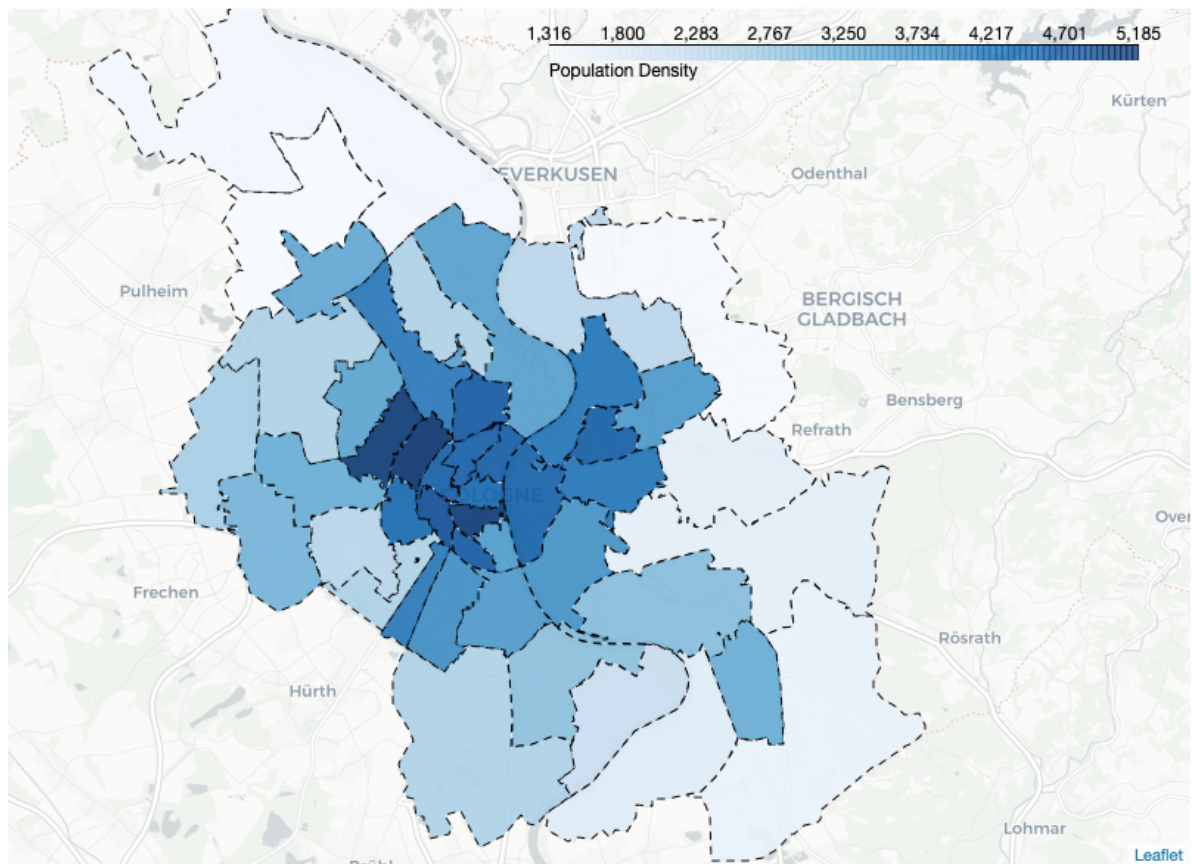 1,316 1,800 2,283 2,767 3,250 3,734 4,217 4,701 5,185
Population Density
Kürten
LEVERKUSEN
Odenthal
Pulheim
BERGISCH
GLADBACH
Bensberg
Refrath
COLOGNE
Over
Frechen
Rösrath
Hürth
Lohmar
Leaflet